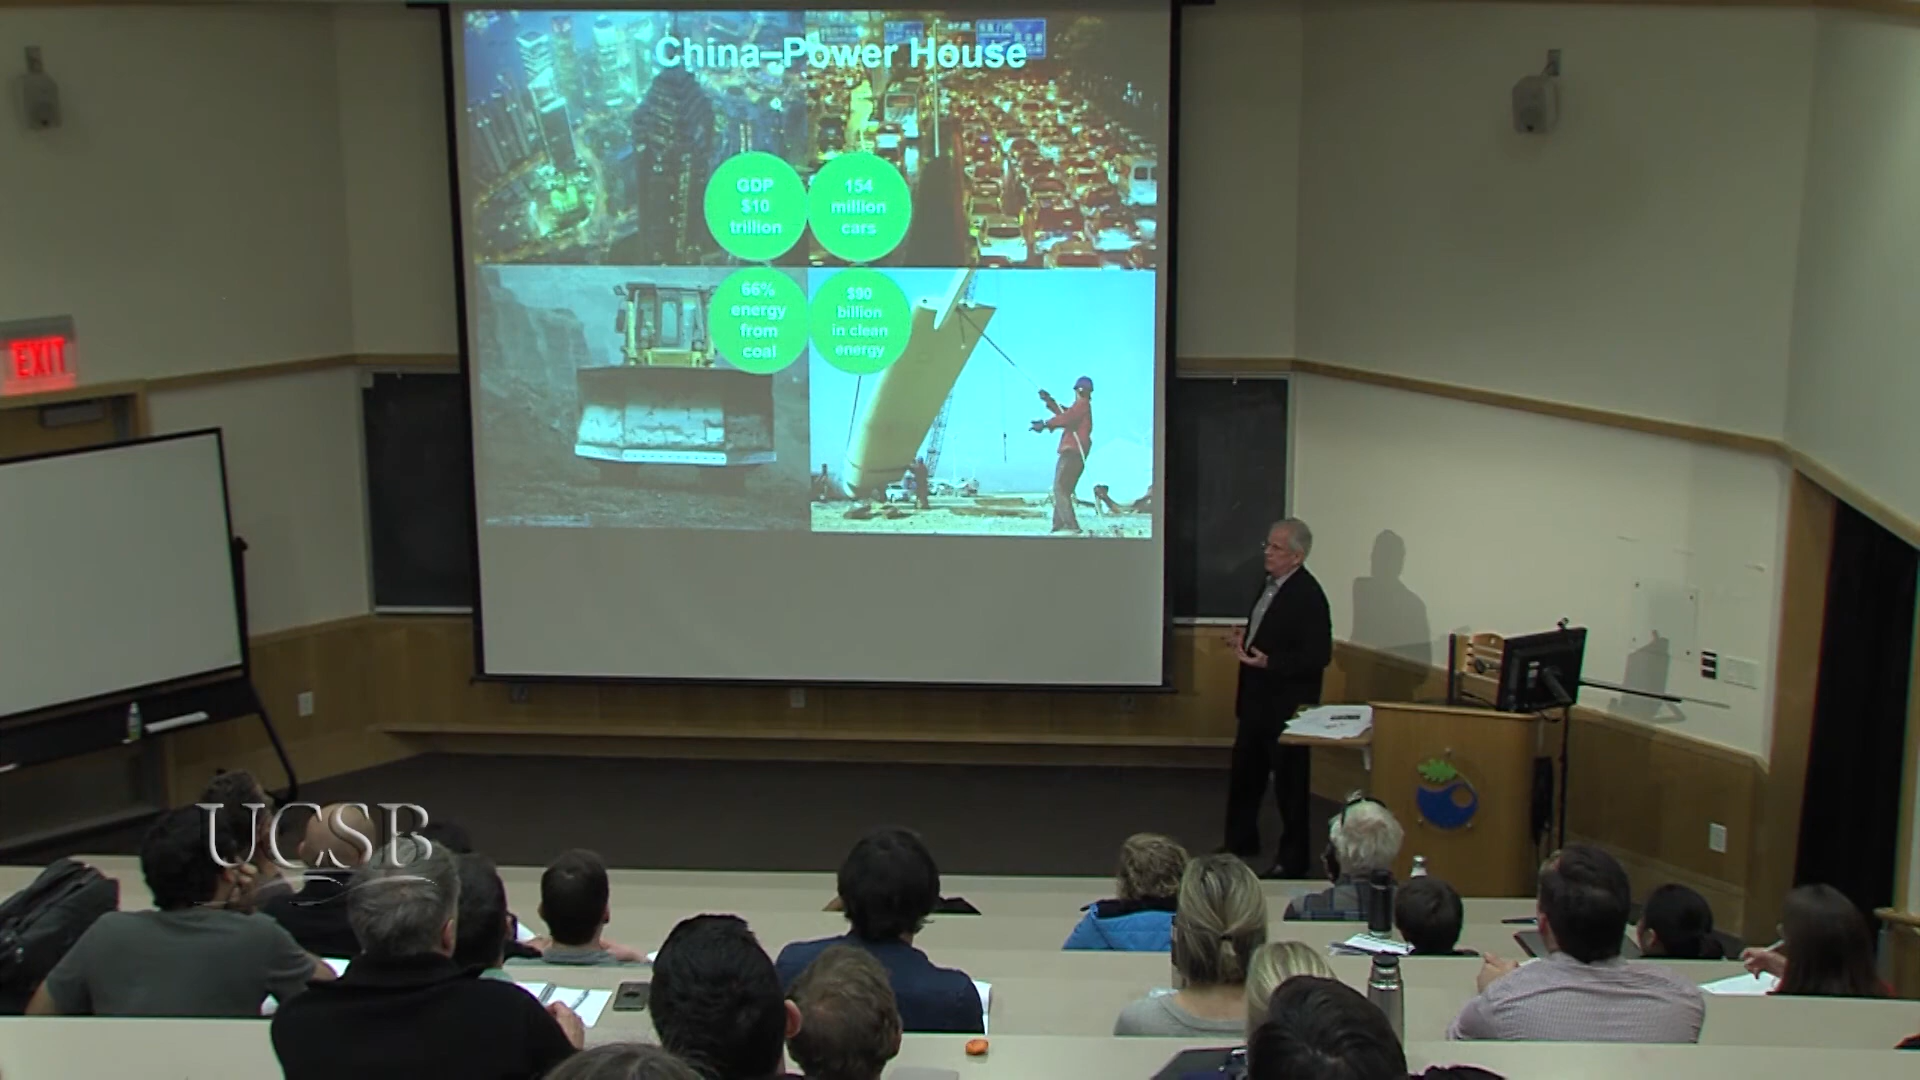 China–Power House
GDP
$10
trillion
154
million
cars
66%
energy
from
coal
$90
billion
in clean
energy
EXIT
UCSB